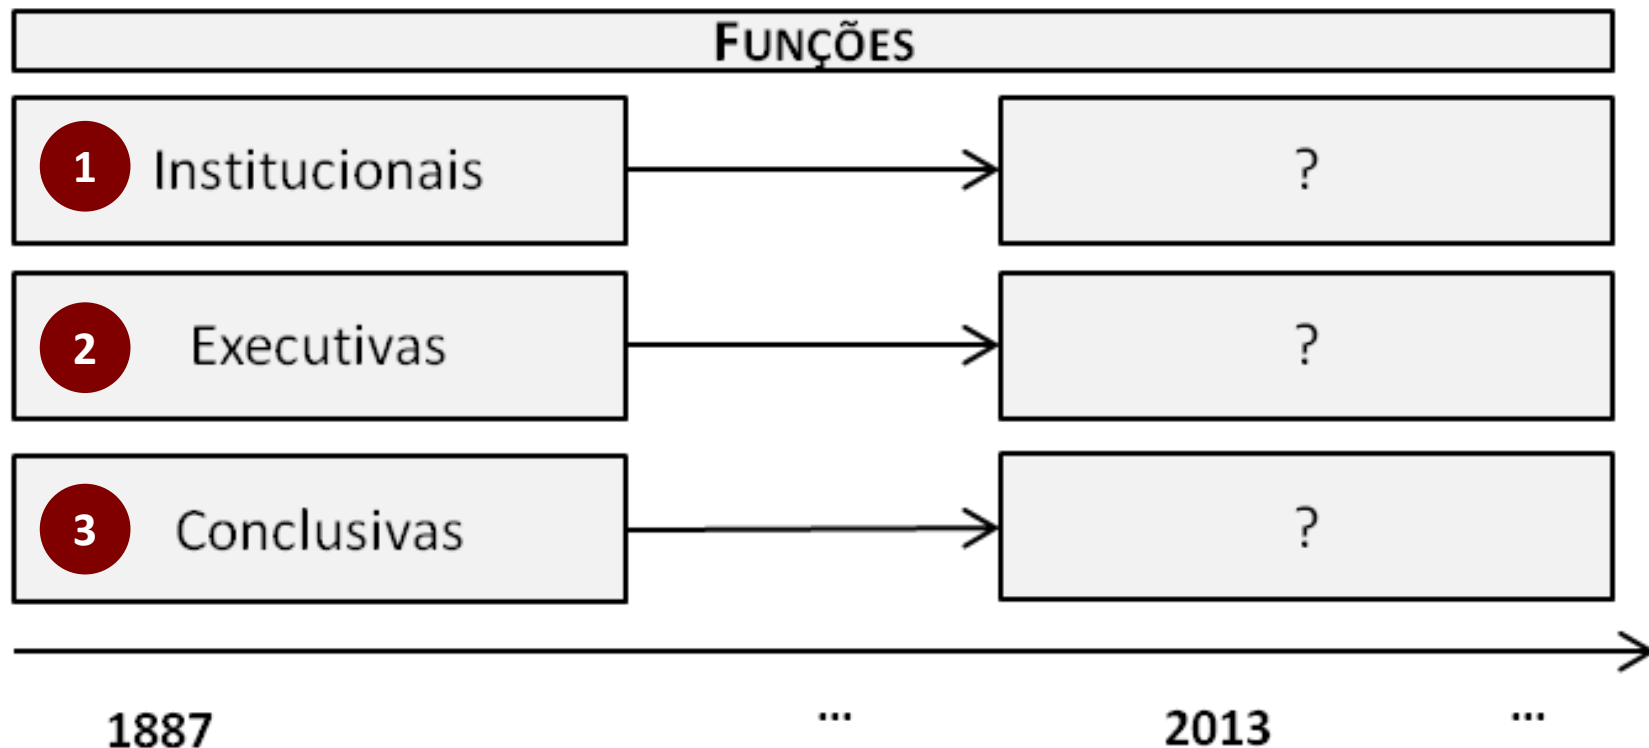 FUNÇÕES
1 Institucionais ?
2 Executivas ?
3 Conclusivas ?
1887 ... 2013 ...